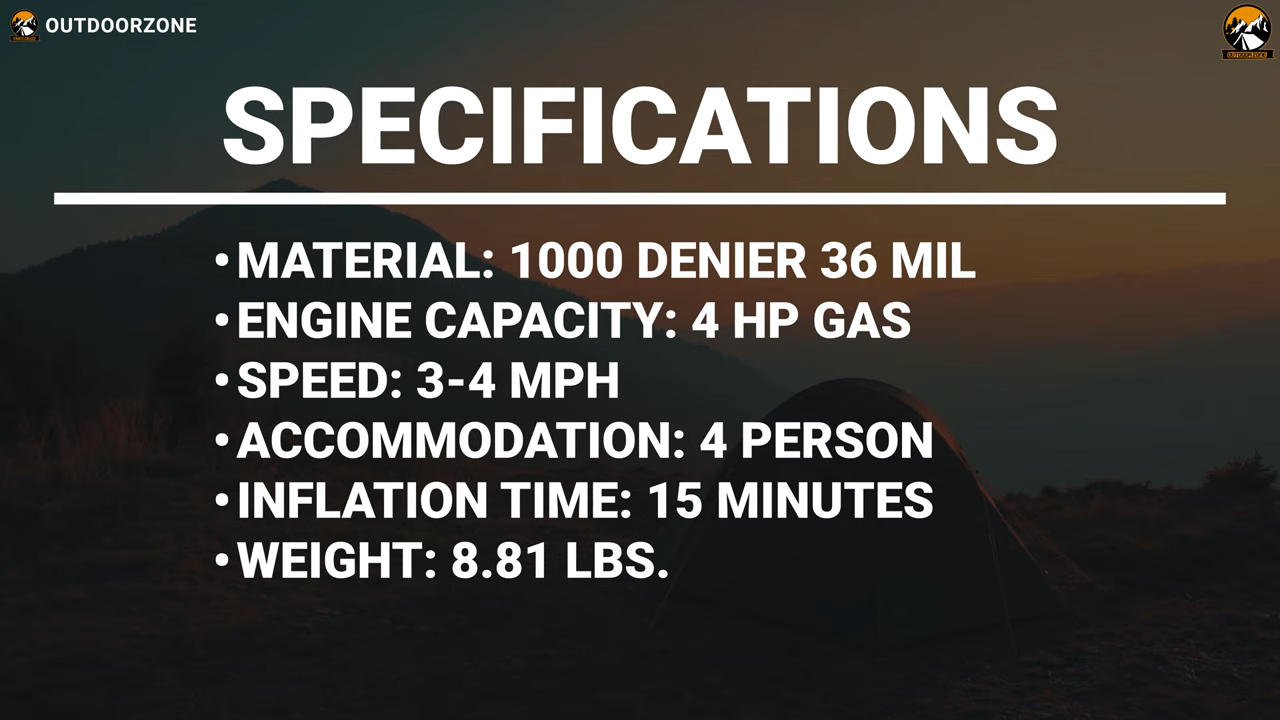 OUTDOORZONE
OUTDOORZONE
SPECIFICATIONS
• MATERIAL: 1000 DENIER 36 MIL
• ENGINE CAPACITY: 4 HP GAS
• SPEED: 3-4 MPH
• ACCOMMODATION: 4 PERSON
• INFLATION TIME: 15 MINUTES
• WEIGHT: 8.81 LBS.